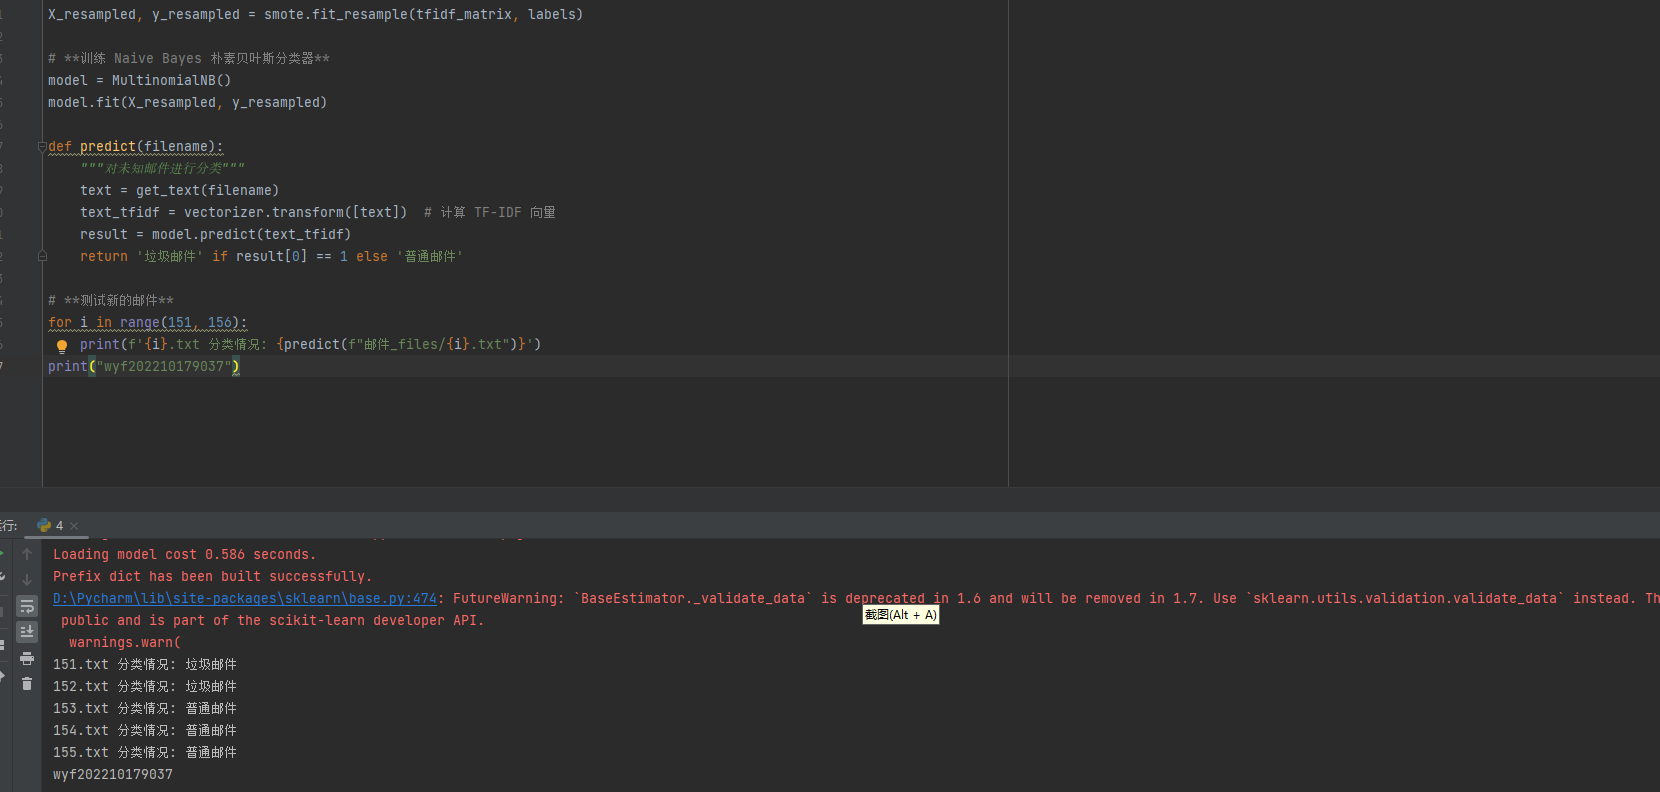 X_resampled, y_resampled = smote.fit_resample(tfidf_matrix, labels)
# **训练 Naive Bayes 朴素贝叶斯分类器**
model = MultinomialNB()
model.fit(X_resampled, y_resampled)
def predict(filename):
"""对未知邮件进行分类"""
text = get_text(filename)
text_tfidf = vectorizer.transform([text])  # 计算 TF-IDF 向量
result = model.predict(text_tfidf)
return '垃圾邮件' if result[0] == 1 else '普通邮件'
# **测试新的邮件**
for i in range(151, 156):
print(f'{i}.txt 分类情况: {predict(f"邮件_files/{i}.txt")}')
print("wyf202210179037")
运行:
4
Loading model cost 0.586 seconds.
Prefix dict has been built successfully.
D:\Pycharm\lib\site-packages\sklearn\base.py:474: FutureWarning: `BaseEstimator._validate_data` is deprecated in 1.6 and will be removed in 1.7. Use `sklearn.utils.validation.validate_data` instead. Th
截图(Alt + A)
public and is part of the scikit-learn developer API.
warnings.warn(
151.txt 分类情况: 垃圾邮件
152.txt 分类情况: 垃圾邮件
153.txt 分类情况: 普通邮件
154.txt 分类情况: 普通邮件
155.txt 分类情况: 普通邮件
wyf202210179037